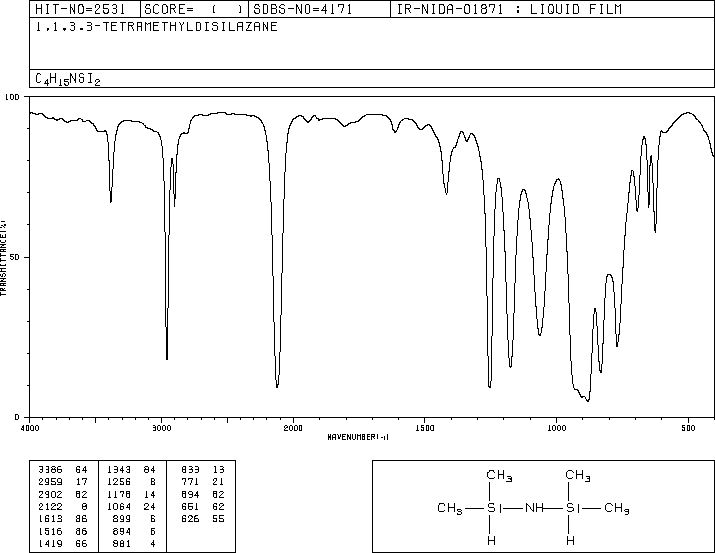 HIT-NO=2531 |SCORE= ( )|SDBS-NO=4171 IR-NIDA-01871 : LIQUID FILM
1,1,3,3-TETRAMETHYLDISILAZANE
C4H15NSI2
100
50
0
TRANSMITTANCE(%)
4000 3000 2000 1500 1000 500
WAVENUMBER(-1)
3386 64 1343 84 833 13
2959 17 1256 8 771 21
2902 62 1178 14 694 62
2122 8 1064 24 651 62
1613 86 899 6 626 55
1516 86 894 6
1419 66 881 4
CH3 CH3
CH3 SI NH SI CH3
H H